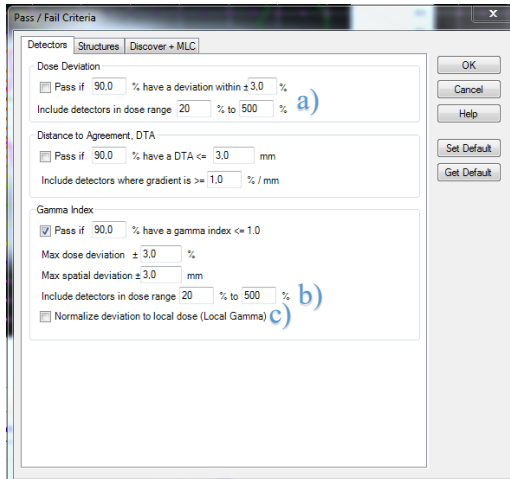 Pass / Fail Criteria
x
Detectors Structures Discover + MLC
Dose Deviation
Pass if 90,0 % have a deviation within ± 3,0 %
Include detectors in dose range 20 % to 500 % a)
Distance to Agreement, DTA
Pass if 90,0 % have a DTA <= 3,0 mm
Include detectors where gradient is >= 1,0 % / mm
Gamma Index
Pass if 90,0 % have a gamma index <= 1.0
Max dose deviation ± 3,0 %
Max spatial deviation ± 3,0 mm
Include detectors in dose range 20 % to 500 % b)
Normalize deviation to local dose (Local Gamma) c)
OK
Cancel
Help
Set Default
Get Default